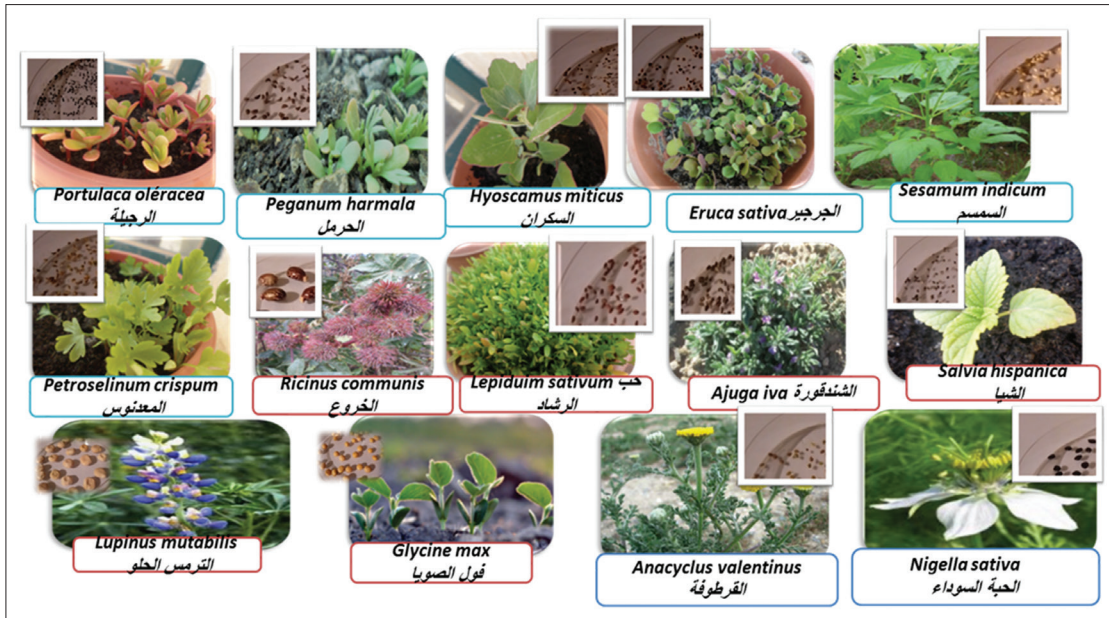 Portulaca oléracea
الرجيلة
Peganum harmala
الحرمل
Hyoscamus miticus
السكران
Eruca sativa الجرجير
Sesamum indicum
السمسم
Petroselinum crispum
المعدنوس
Ricinus communis
الخروع
Lepiduim sativum حب
الرشاد
Ajuga iva الشندقورة
Salvia hispanica
الشيا
Lupinus mutabilis
الترمس الحلو
Glycine max
فول الصويا
Anacyclus valentinus
القرطوفة
Nigella sativa
الحبة السوداء